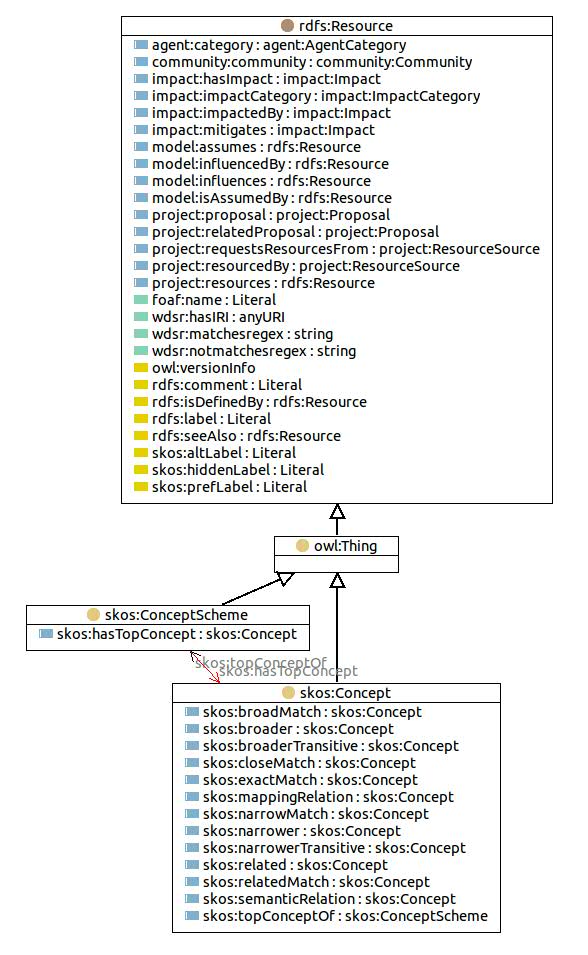 rdfs:Resource
agent:category : agent:AgentCategory
community:community : community:Community
impact:hasImpact : impact:Impact
impact:impactCategory : impact:ImpactCategory
impact:impactedBy : impact:Impact
impact:mitigates : impact:Impact
model:assumes : rdfs:Resource
model:influencedBy : rdfs:Resource
model:influences : rdfs:Resource
model:isAssumedBy : rdfs:Resource
project:proposal : project:Proposal
project:relatedProposal : project:Proposal
project:requestsResourcesFrom : project:ResourceSource
project:resourcedBy : project:ResourceSource
project:resources : rdfs:Resource
foaf:name : Literal
wdsr:hasIRI : anyURI
wdsr:matchesregex : string
wdsr:notmatchesregex : string
owl:versionInfo
rdfs:comment : Literal
rdfs:isDefinedBy : rdfs:Resource
rdfs:label : Literal
rdfs:seeAlso : rdfs:Resource
skos:altLabel : Literal
skos:hiddenLabel : Literal
skos:prefLabel : Literal
owl:Thing
skos:ConceptScheme
skos:hasTopConcept : skos:Concept
skos:topConceptOf
skos:hasTopConcept
skos:Concept
skos:broadMatch : skos:Concept
skos:broader : skos:Concept
skos:broaderTransitive : skos:Concept
skos:closeMatch : skos:Concept
skos:exactMatch : skos:Concept
skos:mappingRelation : skos:Concept
skos:narrowMatch : skos:Concept
skos:narrower : skos:Concept
skos:narrowerTransitive : skos:Concept
skos:related : skos:Concept
skos:relatedMatch : skos:Concept
skos:semanticRelation : skos:Concept
skos:topConceptOf : skos:ConceptScheme